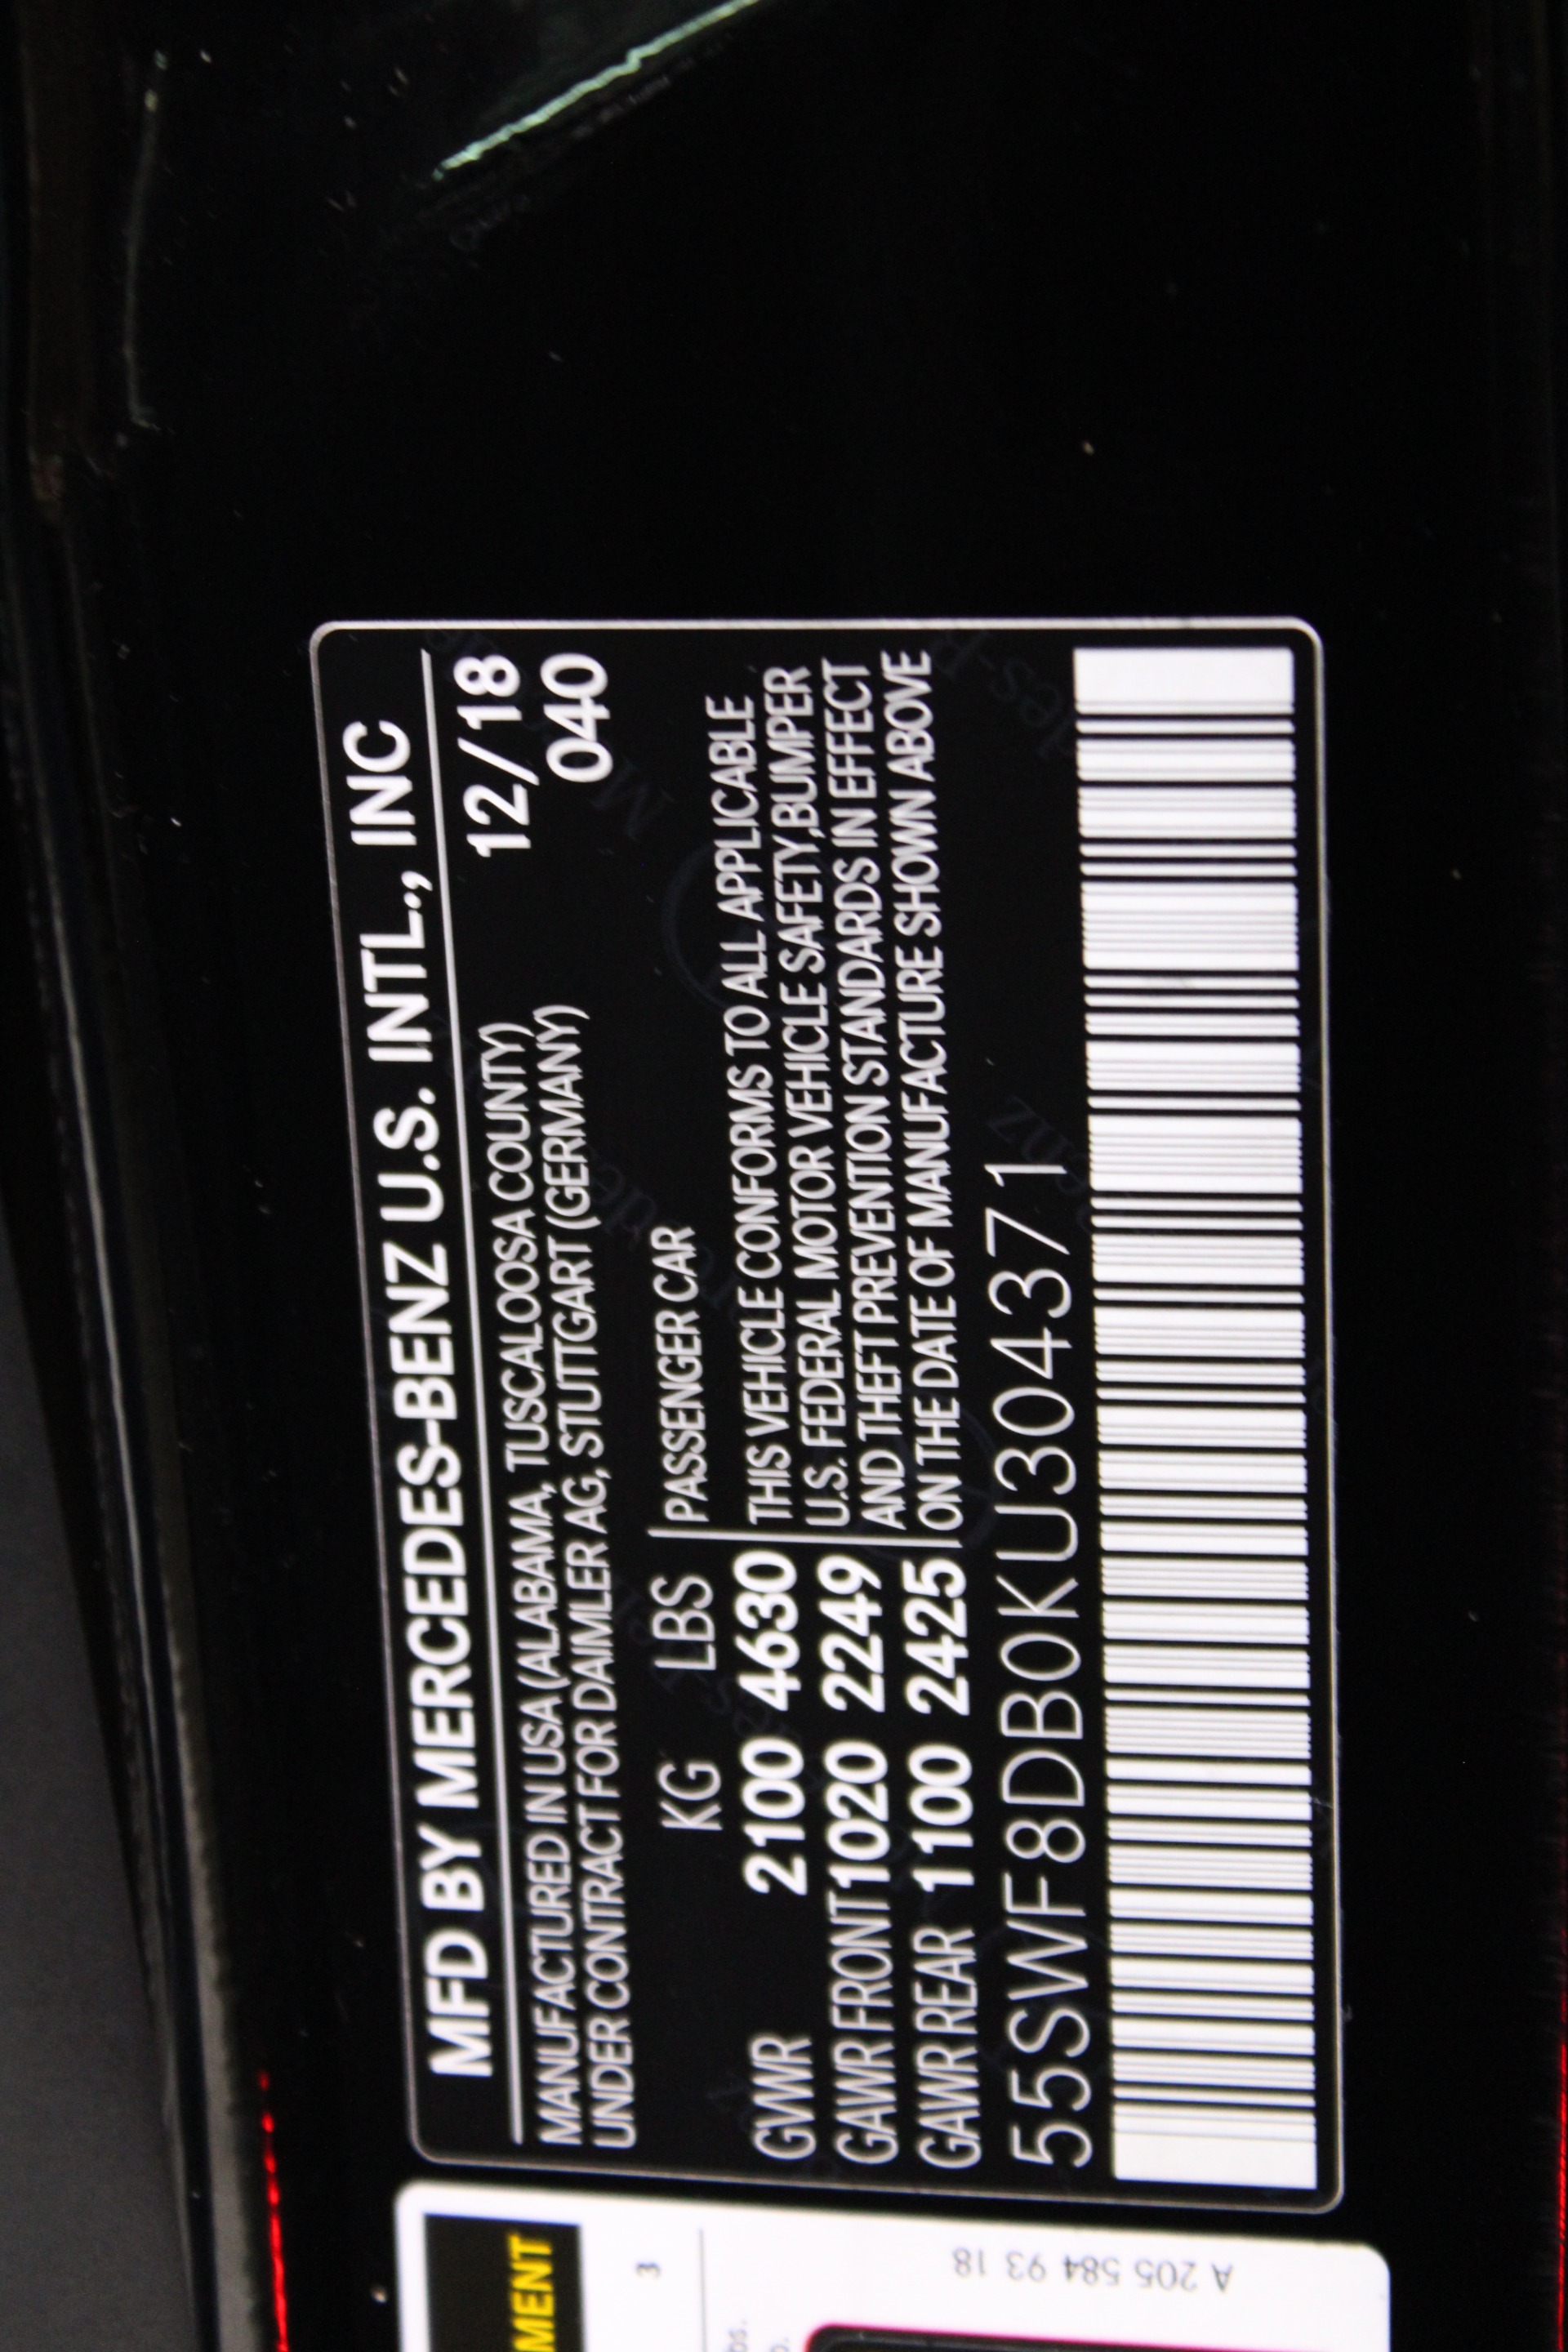 MFD BY MERCEDES-BENZ U.S. INTL., INC
MANUFACTURED IN USA (ALABAMA, TUSCALOOSA COUNTY) 12/18
UNDER CONTRACT FOR DAIMLER AG, STUTTGART (GERMANY) 040
KG LBS PASSENGER CAR
GVWR 2100 4630 THIS VEHICLE CONFORMS TO ALL APPLICABLE
GAWR FRONT 1020 2249 U.S. FEDERAL MOTOR VEHICLE SAFETY,BUMPER
AND THEFT PREVENTION STANDARDS IN EFFECT
GAWR REAR 1100 2425 ON THE DATE OF MANUFACTURE SHOWN ABOVE
55SWF8DB0KU304371
MENT
3
A 205 584 93 18